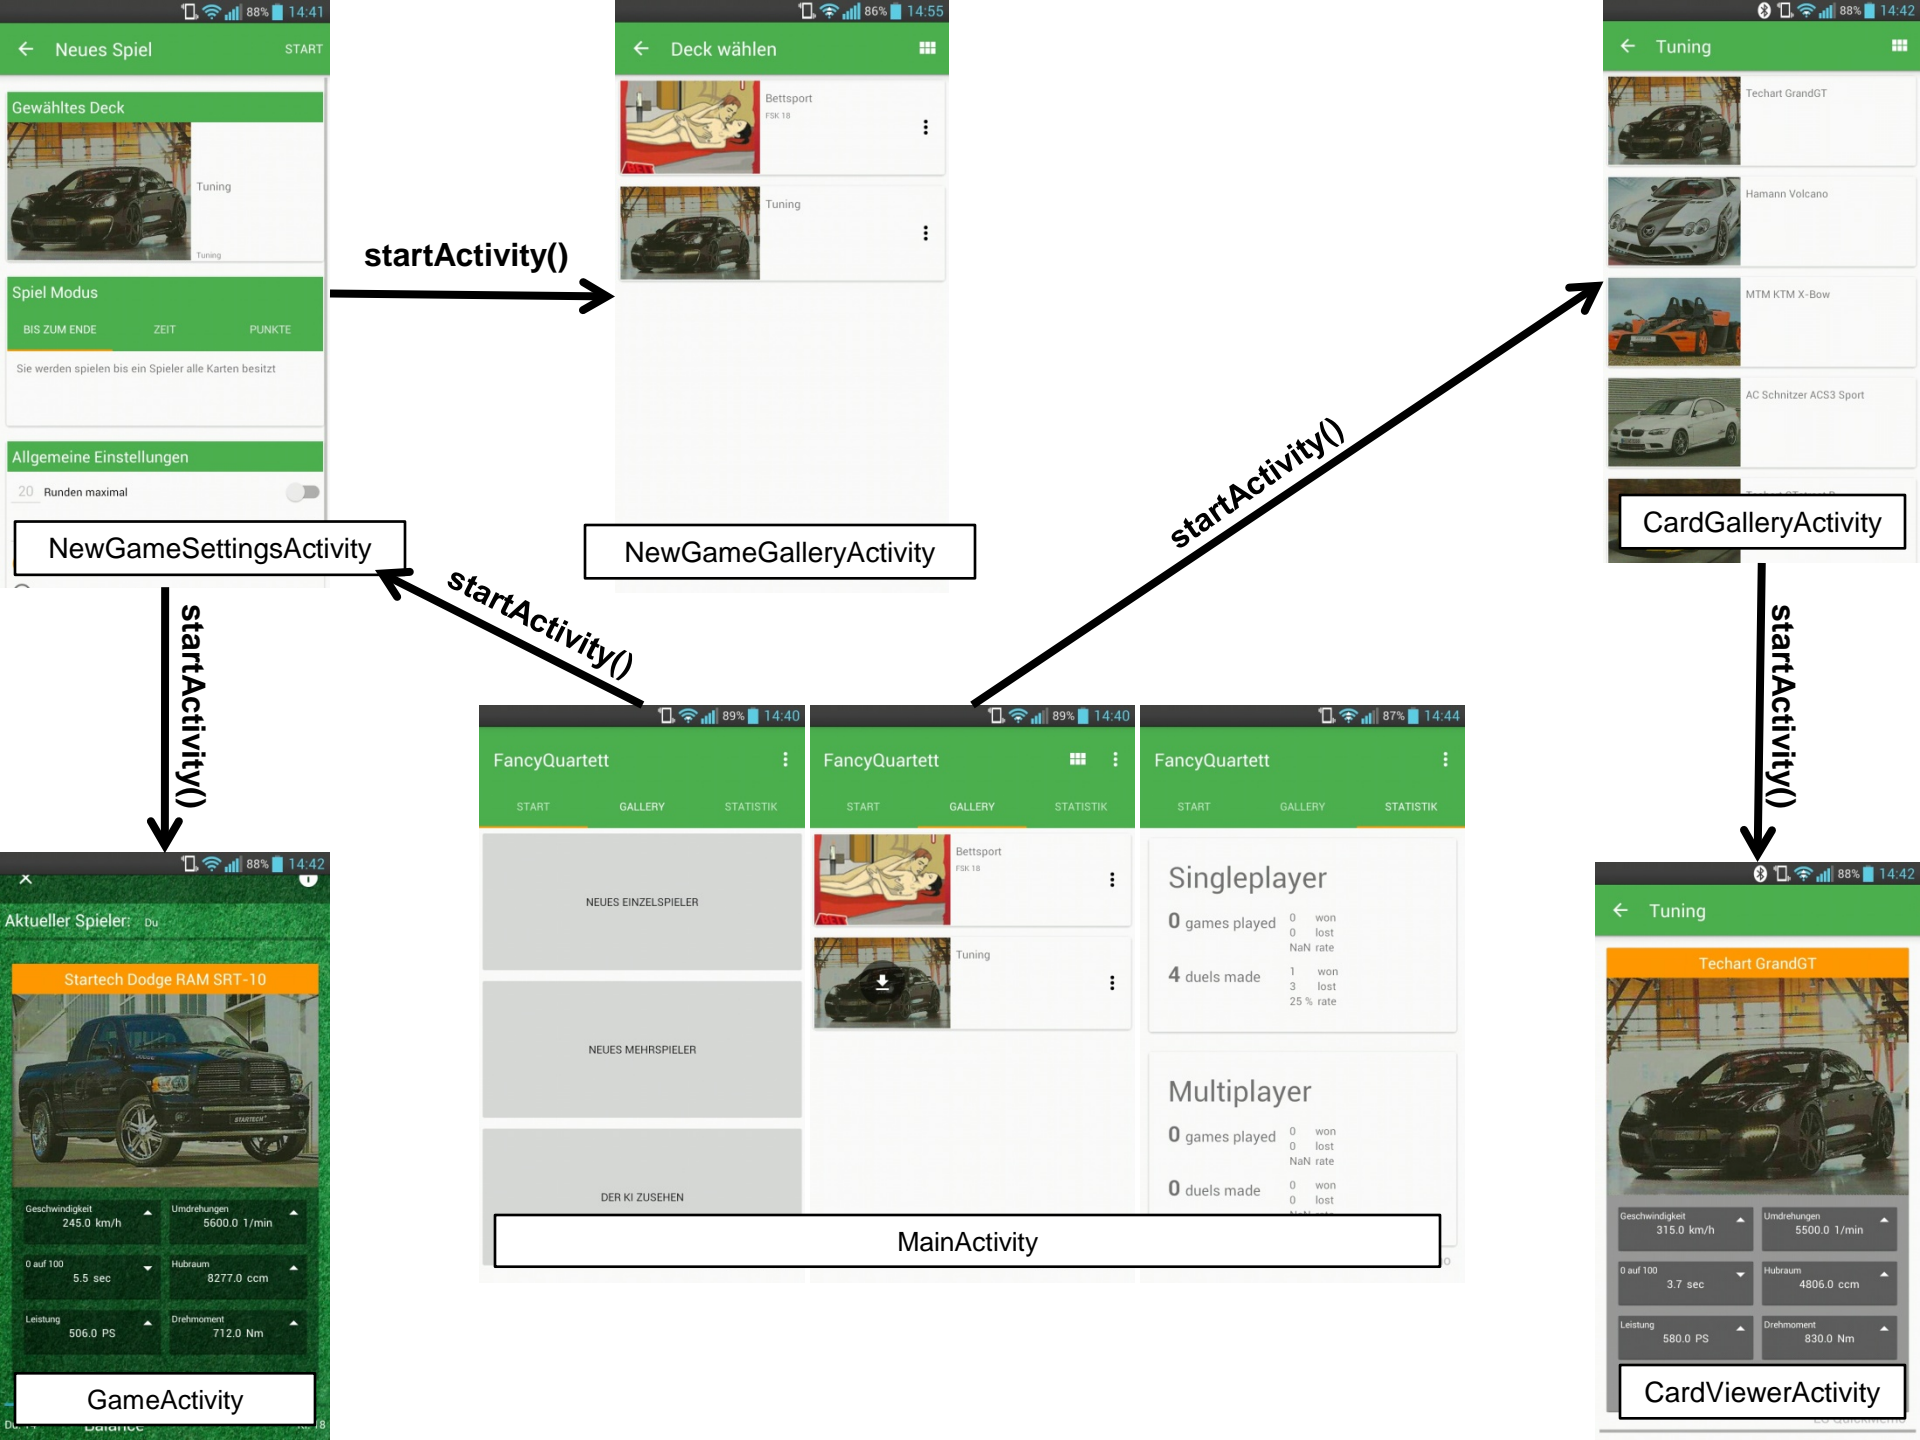 88% 14:41
Neues Spiel START
Gewähltes Deck
Tuning
Tuning
Spiel Modus
BIS ZUM ENDE ZEIT PUNKTE
Sie werden spielen bis ein Spieler alle Karten besitzt
Allgemeine Einstellungen
20 Runden maximal
NewGameSettingsActivity
startActivity()
86% 14:55
Deck wählen
Bettsport
FSK 18
Tuning
NewGameGalleryActivity
startActivity()
startActivity()
88% 14:42
Tuning
Techart GrandGT
Hamann Volcano
MTM KTM X-Bow
AC Schnitzer ACS3 Sport
CardGalleryActivity
startActivity()
startActivity()
88% 14:42
Aktueller Spieler: Du
Startech Dodge RAM SRT-10
STARTECH
Geschwindigkeit
245.0 km/h
Umdrehungen
5600.0 1/min
0 auf 100
5.5 sec
Hubraum
8277.0 ccm
Leistung
506.0 PS
Drehmoment
712.0 Nm
GameActivity
Balance
89% 14:40
FancyQuartett
START GALLERY STATISTIK
NEUES EINZELSPIELER
NEUES MEHRSPIELER
DER KI ZUSEHEN
89% 14:40
FancyQuartett
START GALLERY STATISTIK
Bettsport
FSK 18
Tuning
87% 14:44
FancyQuartett
START GALLERY STATISTIK
Singleplayer
0 games played
0 won
0 lost
NaN rate
4 duels made
1 won
3 lost
25 % rate
Multiplayer
0 games played
0 won
0 lost
NaN rate
0 duels made
0 won
0 lost
MainActivity
88% 14:42
Tuning
Techart GrandGT
Geschwindigkeit
315.0 km/h
Umdrehungen
5500.0 1/min
0 auf 100
3.7 sec
Hubraum
4806.0 ccm
Leistung
580.0 PS
Drehmoment
830.0 Nm
CardViewerActivity